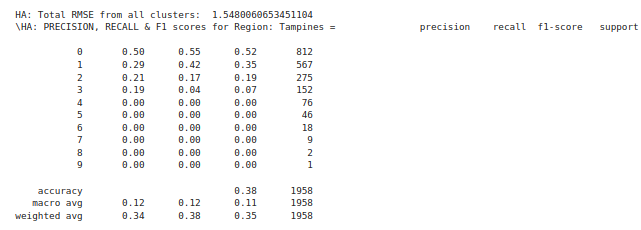 HA: Total RMSE from all clusters:  1.5480060653451104
\HA: PRECISION, RECALL & F1 scores for Region: Tampines =               precision    recall  f1-score   support
0       0.50      0.55      0.52       812
1       0.29      0.42      0.35       567
2       0.21      0.17      0.19       275
3       0.19      0.04      0.07       152
4       0.00      0.00      0.00        76
5       0.00      0.00      0.00        46
6       0.00      0.00      0.00        18
7       0.00      0.00      0.00         9
8       0.00      0.00      0.00         2
9       0.00      0.00      0.00         1
accuracy                           0.38      1958
macro avg       0.12      0.12      0.11      1958
weighted avg       0.34      0.38      0.35      1958